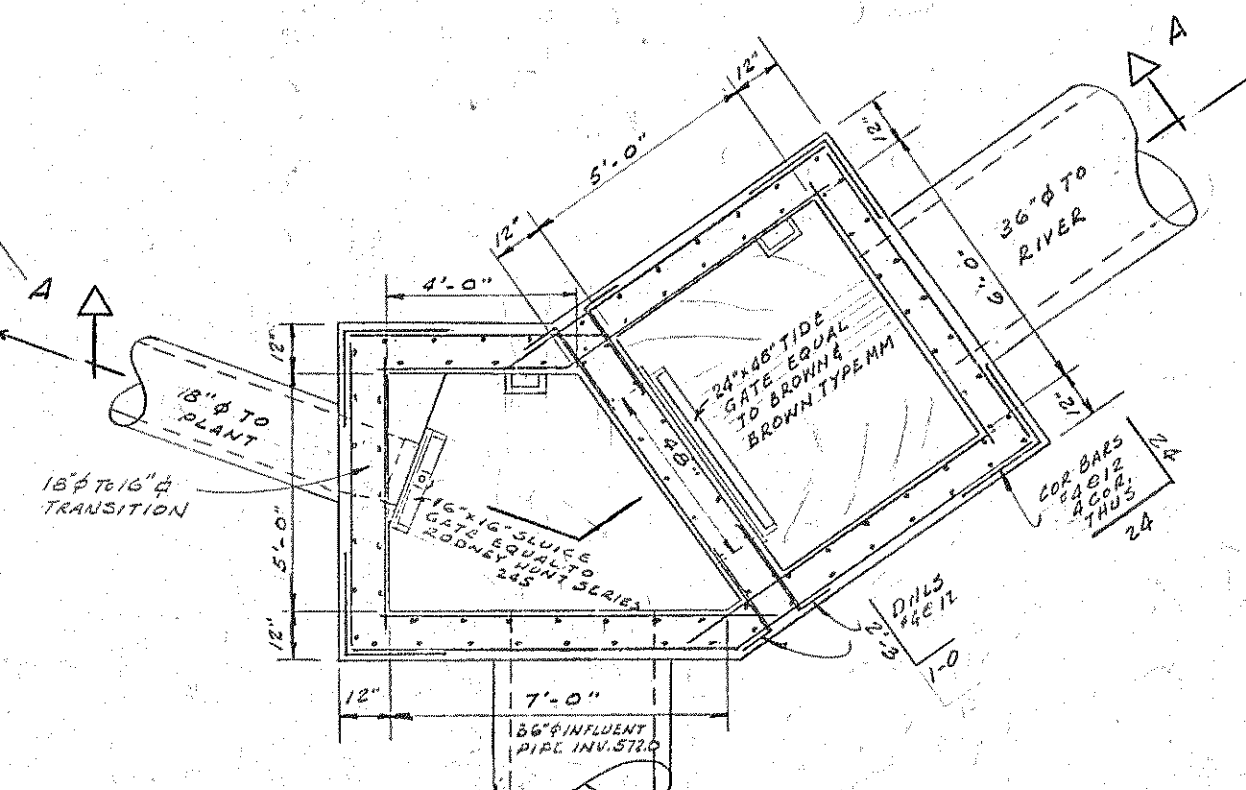 A
12"
5'-0"
12"
12"
36"⌀ TO
RIVER
6'-0"
12"
A
4'-0"
12"
18"⌀ TO
PLANT
18"⌀ TO 16"⌀
TRANSITION
5'-0"
12"
16"x16" SLUICE
GATE EQUAL TO
RODNEY HUNT SERIES
245
48"
24"x48" TIDE
GATE EQUAL
TO BROWN &
BROWN TYPE MM
COR. BARS
#4@12
4 COR.
THUS
24
24
DWLS
#4@12
2'-3
1-0
12"
7'-0"
36"⌀ INFLUENT
PIPE INV. 572.0